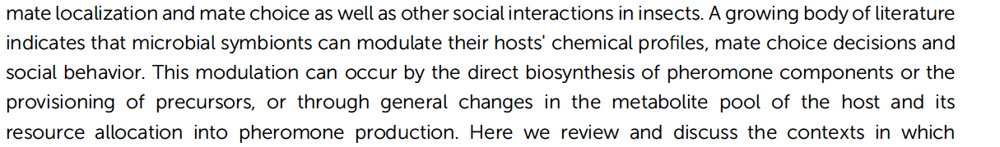 mate localization and mate choice as well as other social interactions in insects. A growing body of literature
indicates that microbial symbionts can modulate their hosts' chemical profiles, mate choice decisions and
social behavior. This modulation can occur by the direct biosynthesis of pheromone components or the
provisioning of precursors, or through general changes in the metabolite pool of the host and its
resource allocation into pheromone production. Here we review and discuss the contexts in which